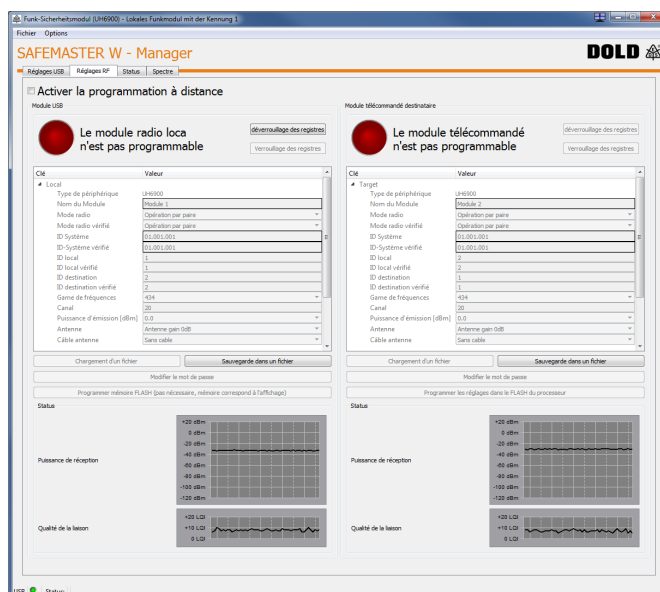 Funk-Sicherheitsmodul (UH6900) - Lokales Funkmodul mit der Kennung 1
Fichier Options
SAFEMASTER W - Manager
DOLD
Réglages USB Réglages RF Status Spectre
Activer la programmation à distance
Module USB
Le module radio loca
n'est pas programmable
déverrouillage des registres
Verrouillage des registres
Clé Valeur
Local
Type de périphérique UH6900
Nom du Module Module 1
Mode radio Opération par paire
Mode radio vérifié Opération par paire
ID Système 01.001.001
ID-Système vérifié 01.001.001
ID local 1
ID local vérifié 1
ID destination 2
ID destination vérifié 2
Game de fréquences 434
Canal 20
Puissance d'émission [dBm] 0.0
Antenne Antenne gain 0dB
Câble antenne Sans cable
Chargement d'un fichier Sauvegarde dans un fichier
Modifier le mot de passe
Programmer mémoire FLASH (pas nécessaire, mémoire correspond à l'affichage)
Status
Puissance de réception
+20 dBm
0 dBm
-20 dBm
-40 dBm
-60 dBm
-80 dBm
-100 dBm
-120 dBm
Qualité de la liaison
+20 LQI
+10 LQI
0 LQI
Module télécommandé destinataire
Le module télécommandé
n'est pas programmable
déverrouillage des registres
Verrouillage des registres
Clé Valeur
Target
Type de périphérique UH6900
Nom du Module Module 2
Mode radio Opération par paire
Mode radio vérifié Opération par paire
ID Système 01.001.001
ID-Système vérifié 01.001.001
ID local 2
ID local vérifié 2
ID destination 1
ID destination vérifié 1
Game de fréquences 434
Canal 20
Puissance d'émission [dBm] 0.0
Antenne Antenne gain 0dB
Câble antenne Sans cable
Chargement d'un fichier Sauvegarde dans un fichier
Modifier le mot de passe
Programmer les réglages dans le FLASH du processeur
Status
Puissance de réception
+20 dBm
0 dBm
-20 dBm
-40 dBm
-60 dBm
-80 dBm
-100 dBm
-120 dBm
Qualité de la liaison
+20 LQI
+10 LQI
0 LQI
USB Status: